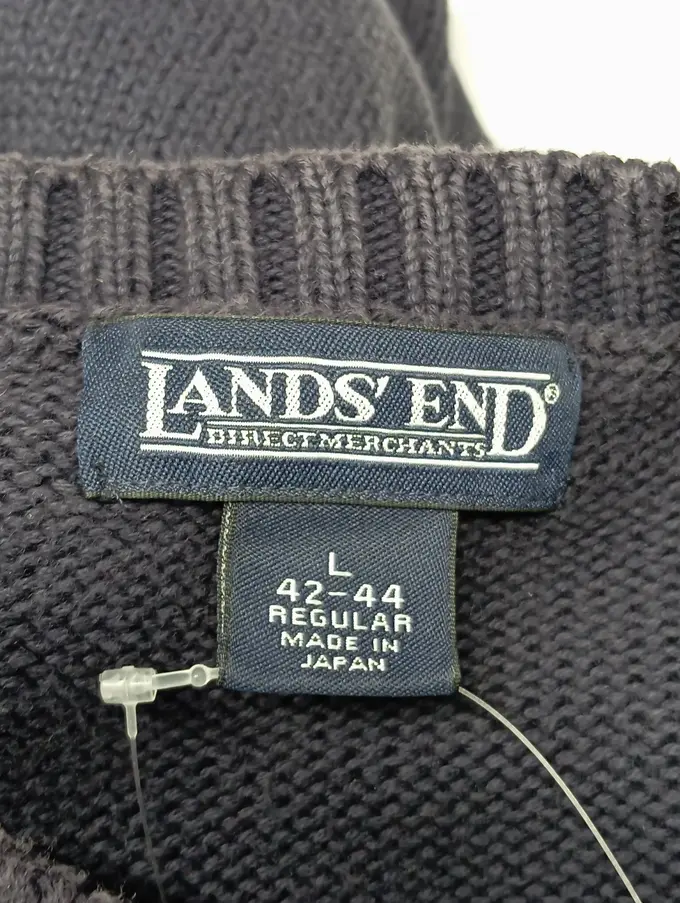 LANDS' END®
DIRECT MERCHANTS
L
42-44
REGULAR
MADE IN
JAPAN